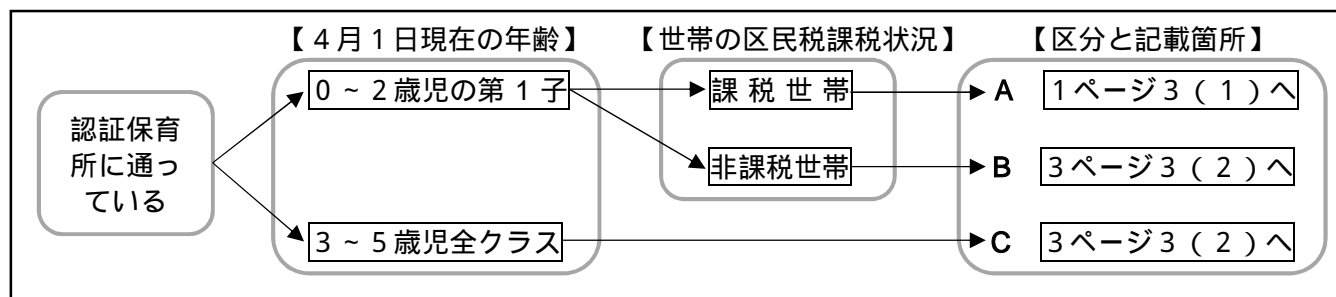 【４月１日現在の年齢】 【世帯の区民税課税状況】 【区分と記載箇所】
０～２歳児の第１子 課税世帯 A １ページ３（１）へ
認証保育
所に通っ
ている
非課税世帯 B ３ページ３（２）へ
３～５歳児全クラス C ３ページ３（２）へ